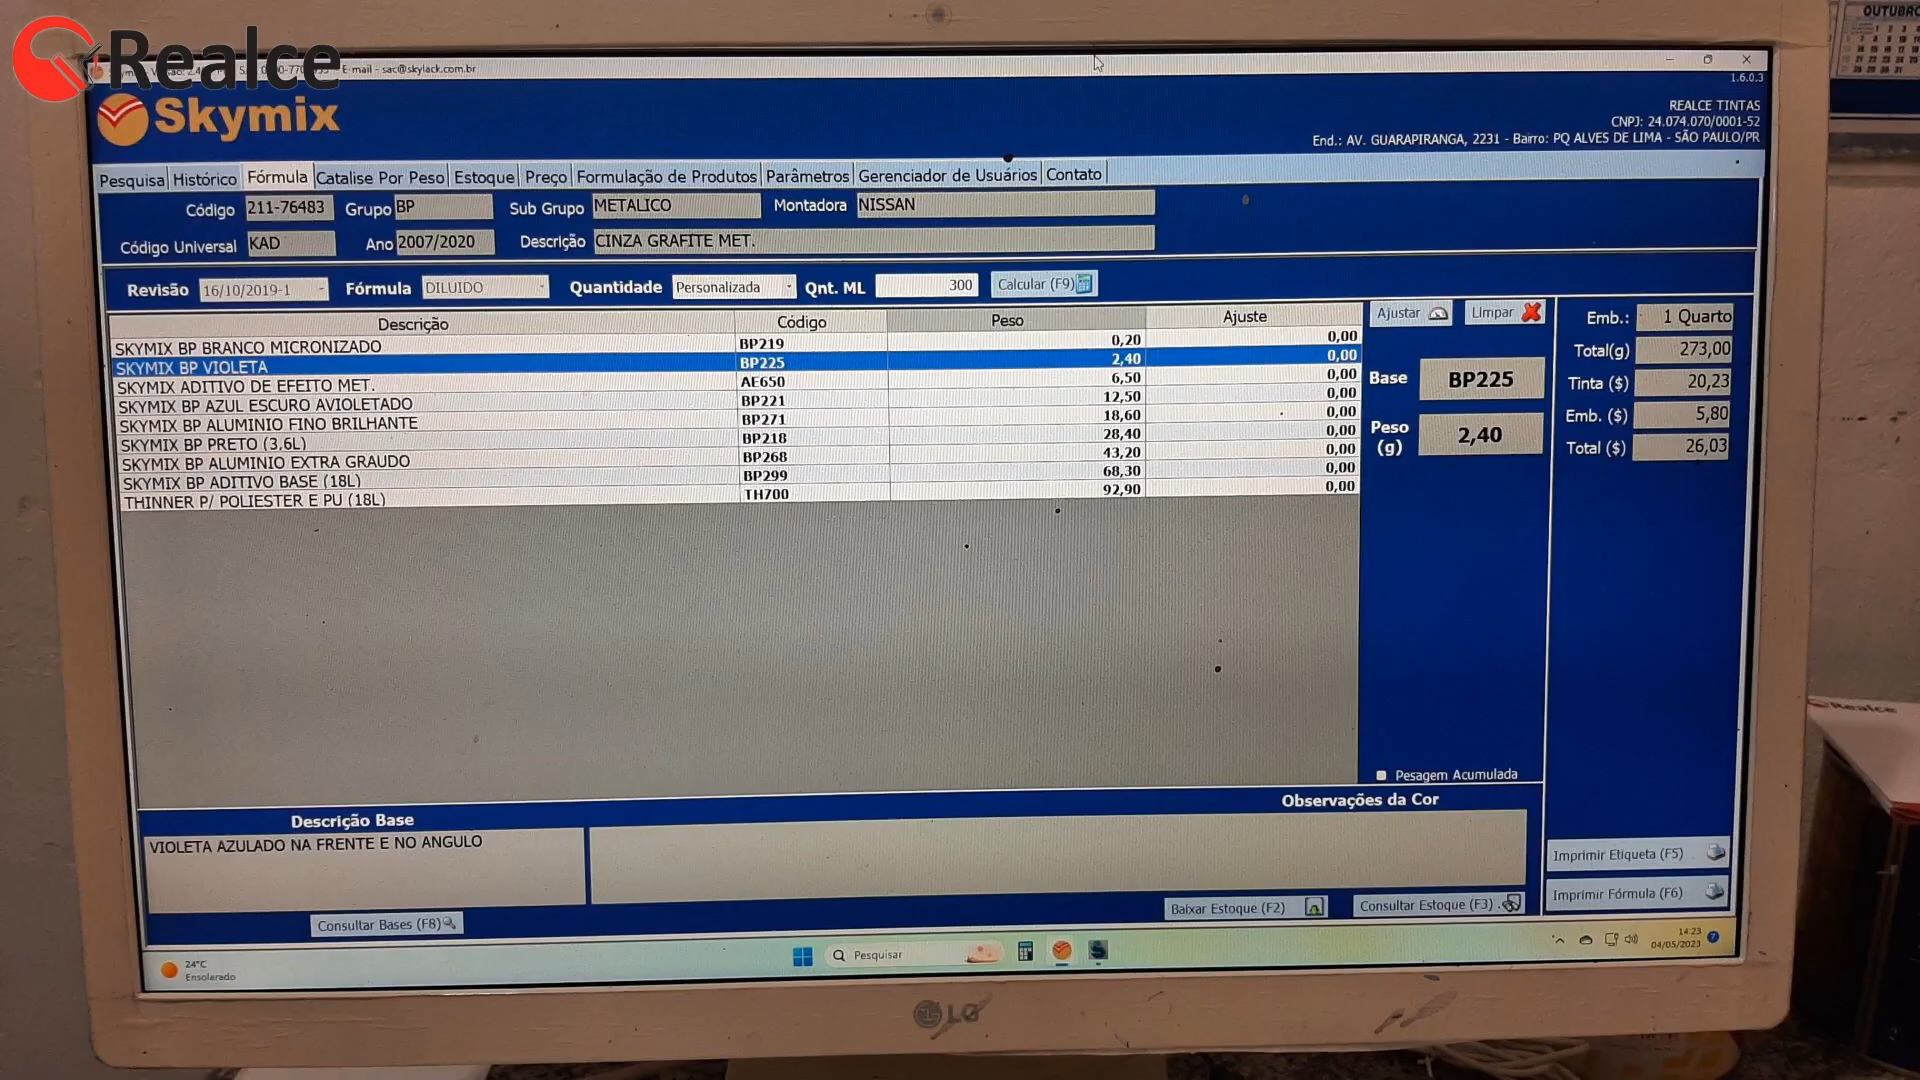 Realce
E-mail - sac@skylack.com.br
1.6.0.3
Skymix
REALCE TINTAS
CNPJ: 24.074.070/0001-52
End.: AV. GUARAPIRANGA, 2231 - Bairro: PQ ALVES DE LIMA - SÃO PAULO/PR
OUTUBRO
Pesquisa Histórico Fórmula Catalise Por Peso Estoque Preço Formulação de Produtos Parâmetros Gerenciador de Usuários Contato
Código 211-76483 Grupo BP Sub Grupo METALICO Montadora NISSAN
Código Universal KAD Ano 2007/2020 Descrição CINZA GRAFITE MET.
Revisão 16/10/2019-1 Fórmula DILUIDO Quantidade Personalizada Qnt. ML 300 Calcular (F9)
Ajustar Limpar
Descrição Código Peso Ajuste
SKYMIX BP BRANCO MICRONIZADO BP219 0,20 0,00
SKYMIX BP VIOLETA BP225 2,40 0,00
SKYMIX ADITIVO DE EFEITO MET. AE650 6,50 0,00
SKYMIX BP AZUL ESCURO AVIOLETADO BP221 12,50 0,00
SKYMIX BP ALUMINIO FINO BRILHANTE BP271 18,60 0,00
SKYMIX BP PRETO (3,6L) BP218 28,40 0,00
SKYMIX BP ALUMINIO EXTRA GRAUDO BP268 43,20 0,00
SKYMIX BP ADITIVO BASE (18L) BP299 68,30 0,00
THINNER P/ POLIESTER E PU (18L) TH700 92,90 0,00
Base BP225
Peso (g) 2,40
Emb.: 1 Quarto
Total(g) 273,00
Tinta ($) 20,23
Emb. ($) 5,80
Total ($) 26,03
Realce
Pesagem Acumulada
Descrição Base
Observações da Cor
VIOLETA AZULADO NA FRENTE E NO ANGULO
Imprimir Etiqueta (F5)
Imprimir Fórmula (F6)
Consultar Bases (F8)
Baixar Estoque (F2)
Consultar Estoque (F3)
24°C
Ensolarado
Pesquisar
14:23
04/05/2023
LG